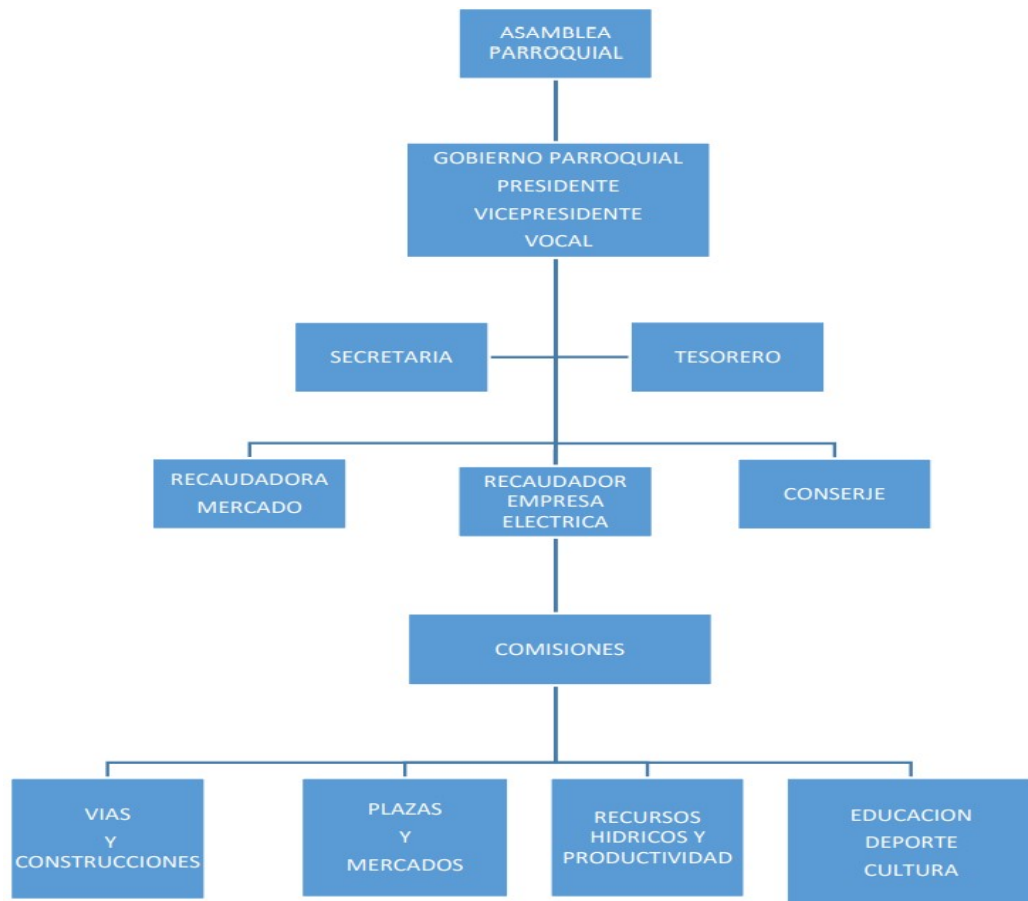 ASAMBLEA
PARROQUIAL
GOBIERNO PARROQUIAL
PRESIDENTE
VICEPRESIDENTE
VOCAL
SECRETARIA
TESORERO
RECAUDADORA
MERCADO
RECAUDADOR
EMPRESA
ELECTRICA
CONSERJE
COMISIONES
VIAS
Y
CONSTRUCCIONES
PLAZAS
Y
MERCADOS
RECURSOS
HIDRICOS Y
PRODUCTIVIDAD
EDUCACION
DEPORTE
CULTURA